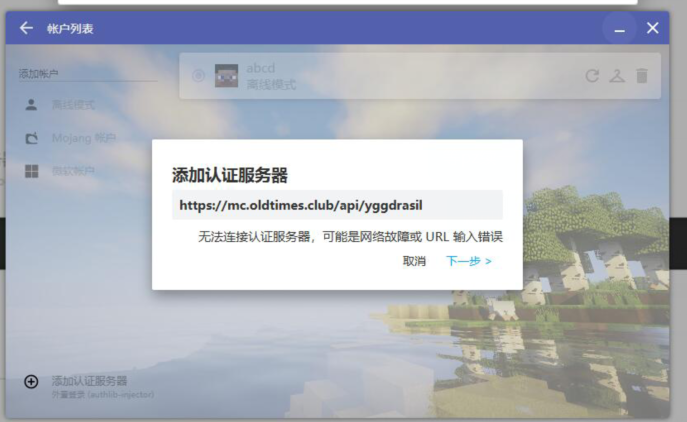 帐户列表
添加帐户
abcd
离线模式
离线模式
Mojang 帐户
微软帐户
添加认证服务器
https://mc.oldtimes.club/api/yggdrasil
无法连接认证服务器，可能是网络故障或 URL 输入错误
取消
下一步 >
添加认证服务器
外置登录 (authlib-injector)